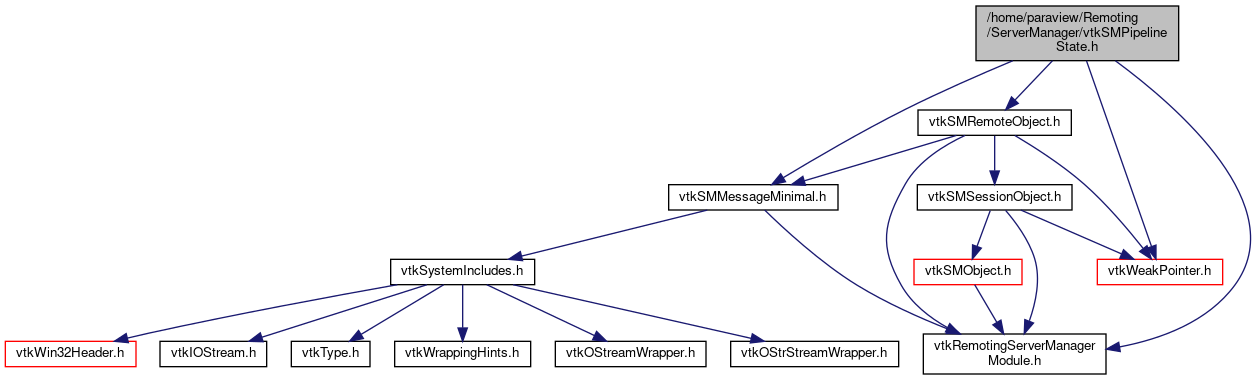 /home/paraview/Remoting
/ServerManager/vtkSMPipeline
State.h
vtkSMRemoteObject.h
vtkSMMessageMinimal.h
vtkSMSessionObject.h
vtkSystemIncludes.h
vtkSMObject.h
vtkWeakPointer.h
vtkWin32Header.h
vtkIOStream.h
vtkType.h
vtkWrappingHints.h
vtkOStreamWrapper.h
vtkOStrStreamWrapper.h
vtkRemotingServerManager
Module.h